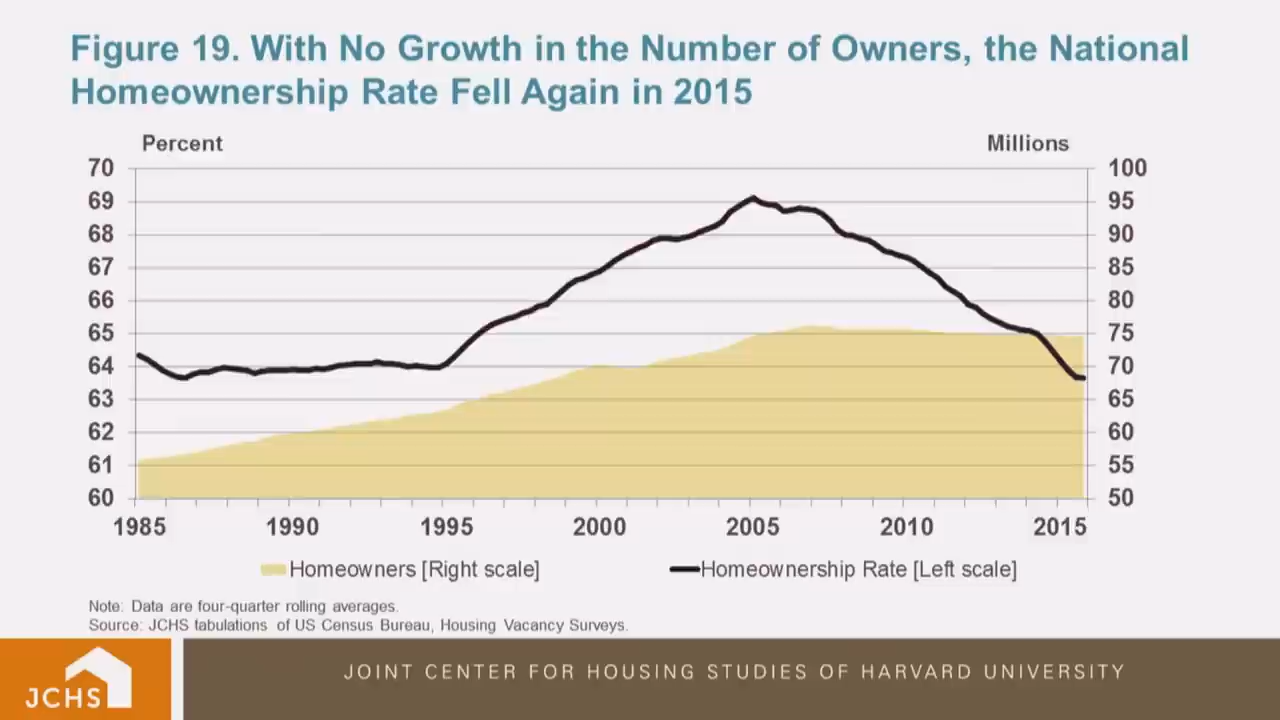 Figure 19. With No Growth in the Number of Owners, the National
Homeownership Rate Fell Again in 2015
Percent Millions
70 100
69 95
68 90
67 85
66 80
65 75
64 70
63 65
62 60
61 55
60 50
1985 1990 1995 2000 2005 2010 2015
Homeowners [Right scale] Homeownership Rate [Left scale]
Note: Data are four-quarter rolling averages.
Source: JCHS tabulations of US Census Bureau, Housing Vacancy Surveys.
JCHS
JOINT CENTER FOR HOUSING STUDIES OF HARVARD UNIVERSITY